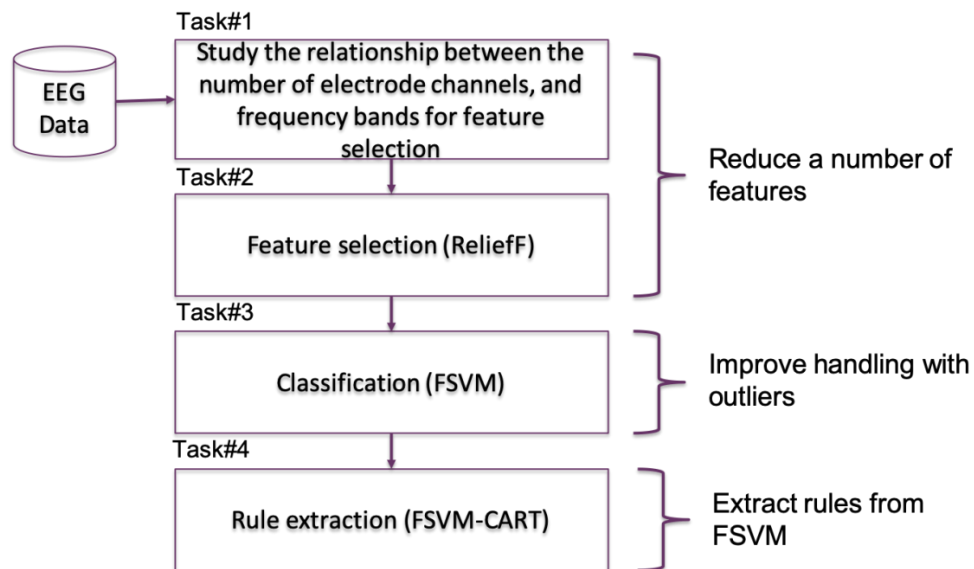 Task#1
EEG
Data
Study the relationship between the
number of electrode channels, and
frequency bands for feature
selection
Reduce a number of
features
Task#2
Feature selection (ReliefF)
Task#3
Classification (FSVM)
Improve handling with
outliers
Task#4
Rule extraction (FSVM-CART)
Extract rules from
FSVM